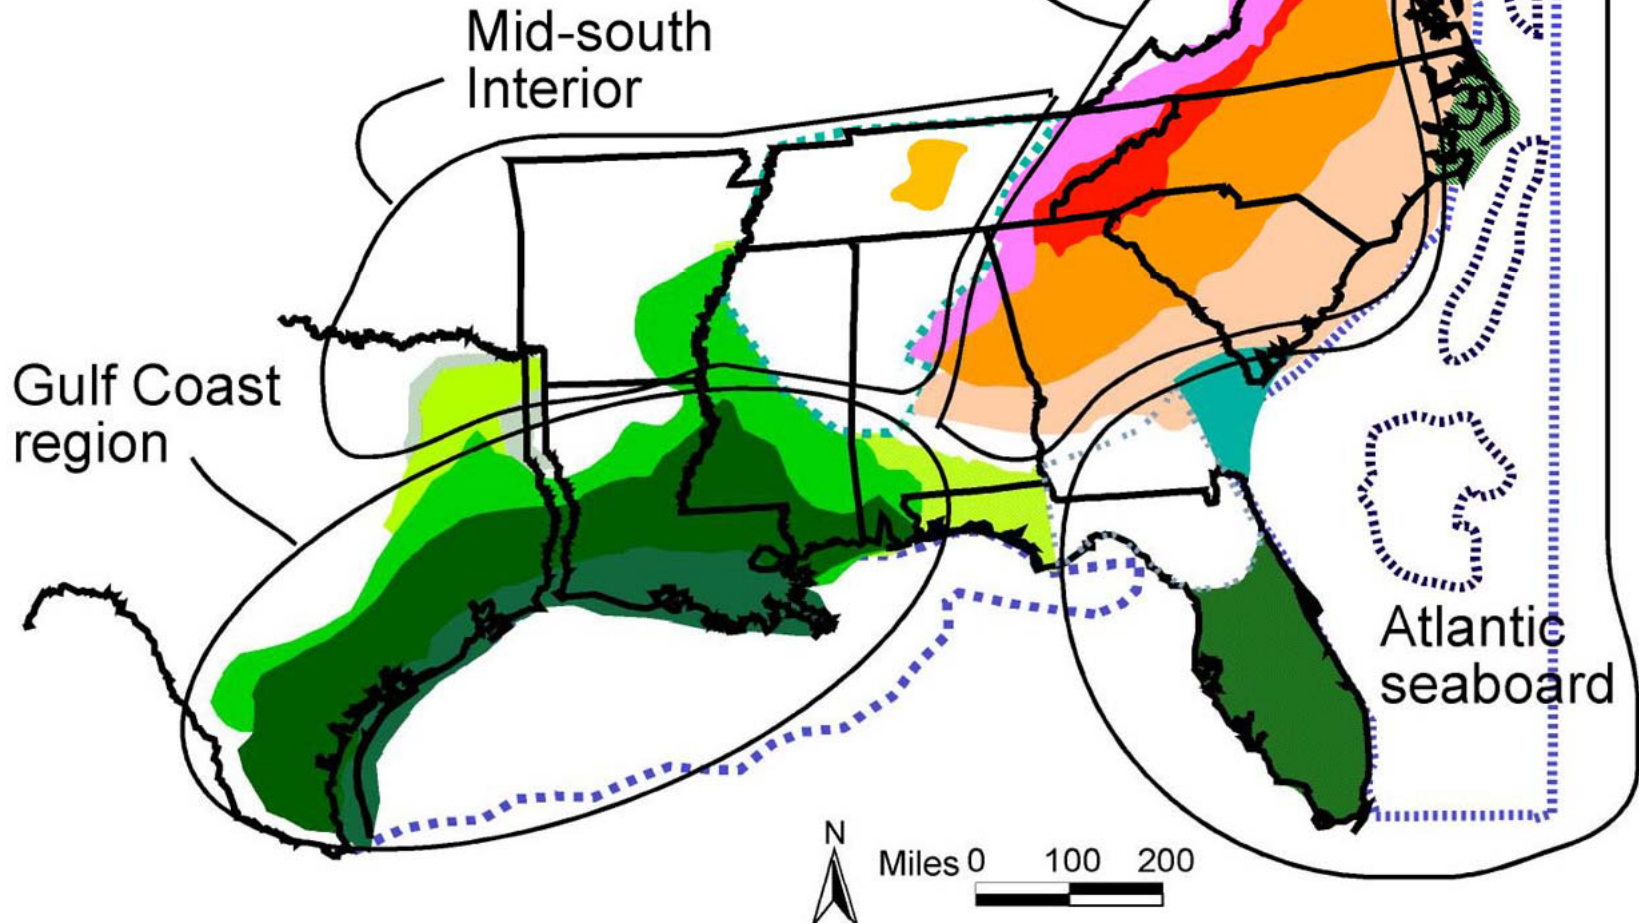 Mid-south
Interior
Gulf Coast
region
Atlantic
seaboard
N
Miles 0 100 200